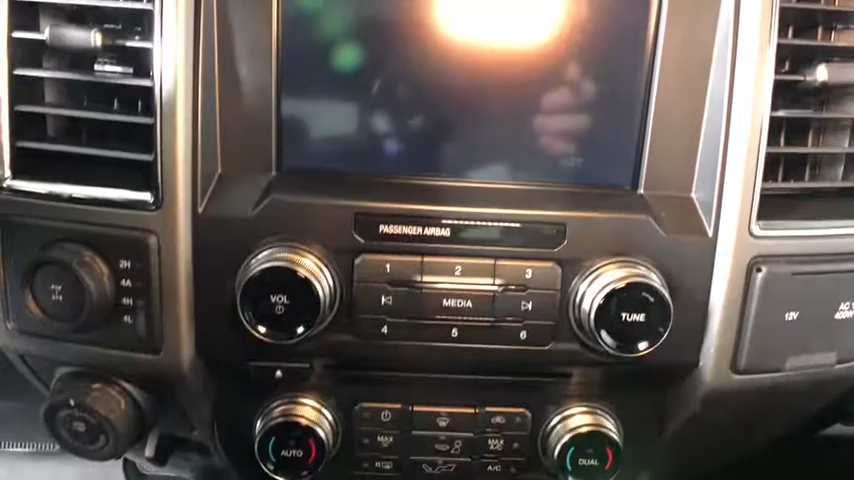 PASSENGER AIRBAG
2H
4A
4H
4L
VOL
1 2 3
MEDIA
4 5 6
TUNE
12V
400W
AUTO
MAX
R
MAX
A/C
A/C
DUAL